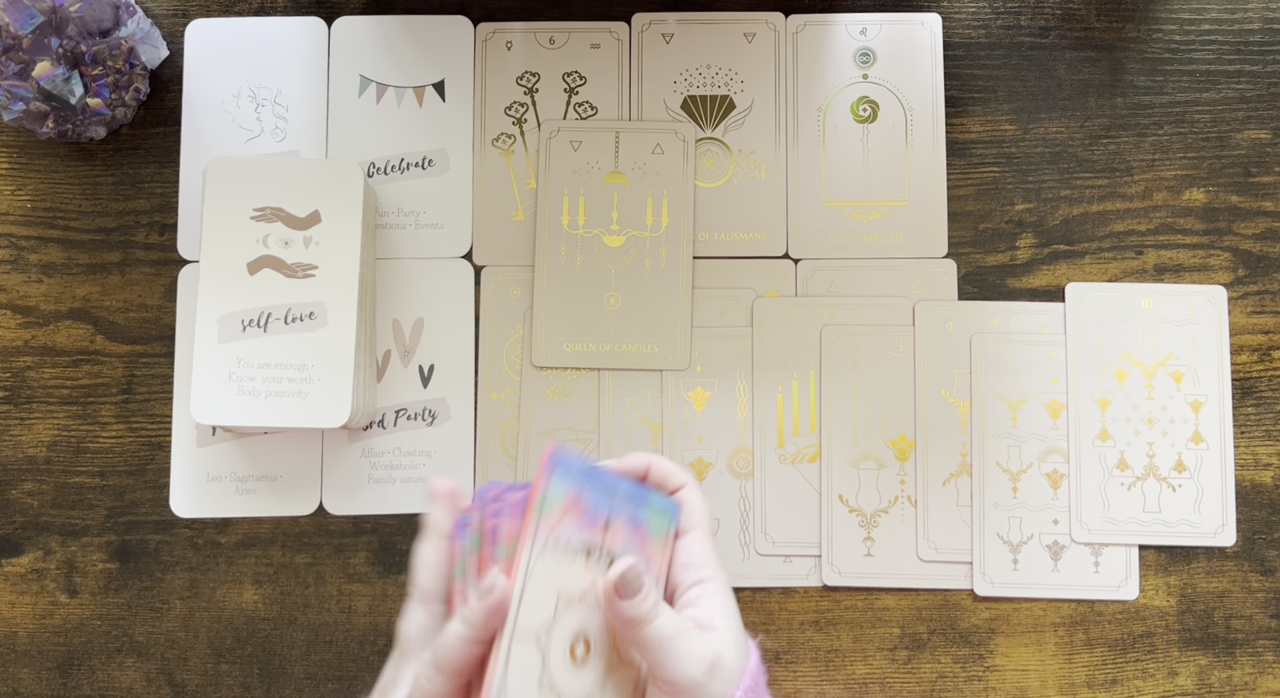 6
Celebrate
Fun • Party •
Events
S OF TALISMANS
QUEEN OF CANDLES
self-love
You are enough •
Know your worth •
Body positivity
rd Party
Affair • Cheating •
Workaholic •
Family issues
Leo • Sagittarius •
Aries
3
10